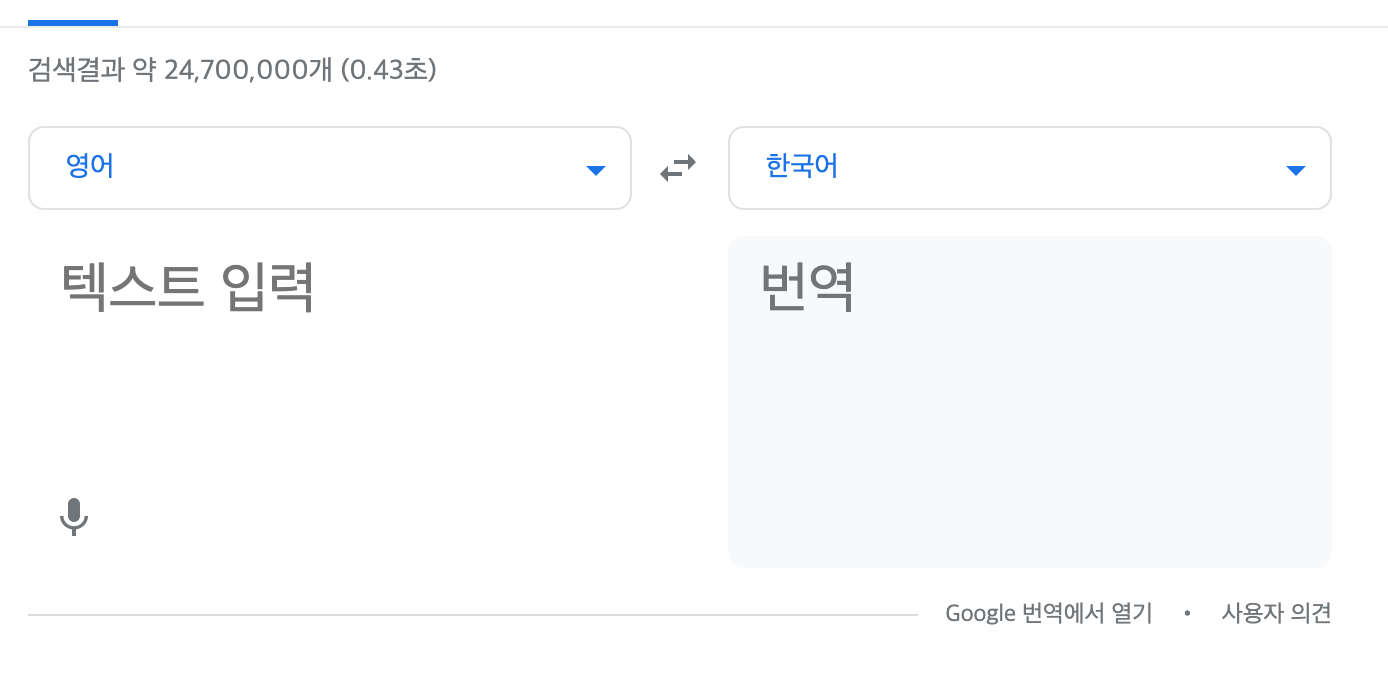 검색결과 약 24,700,000개 (0.43초)
영어
한국어
텍스트 입력
번역
Google 번역에서 열기 • 사용자 의견